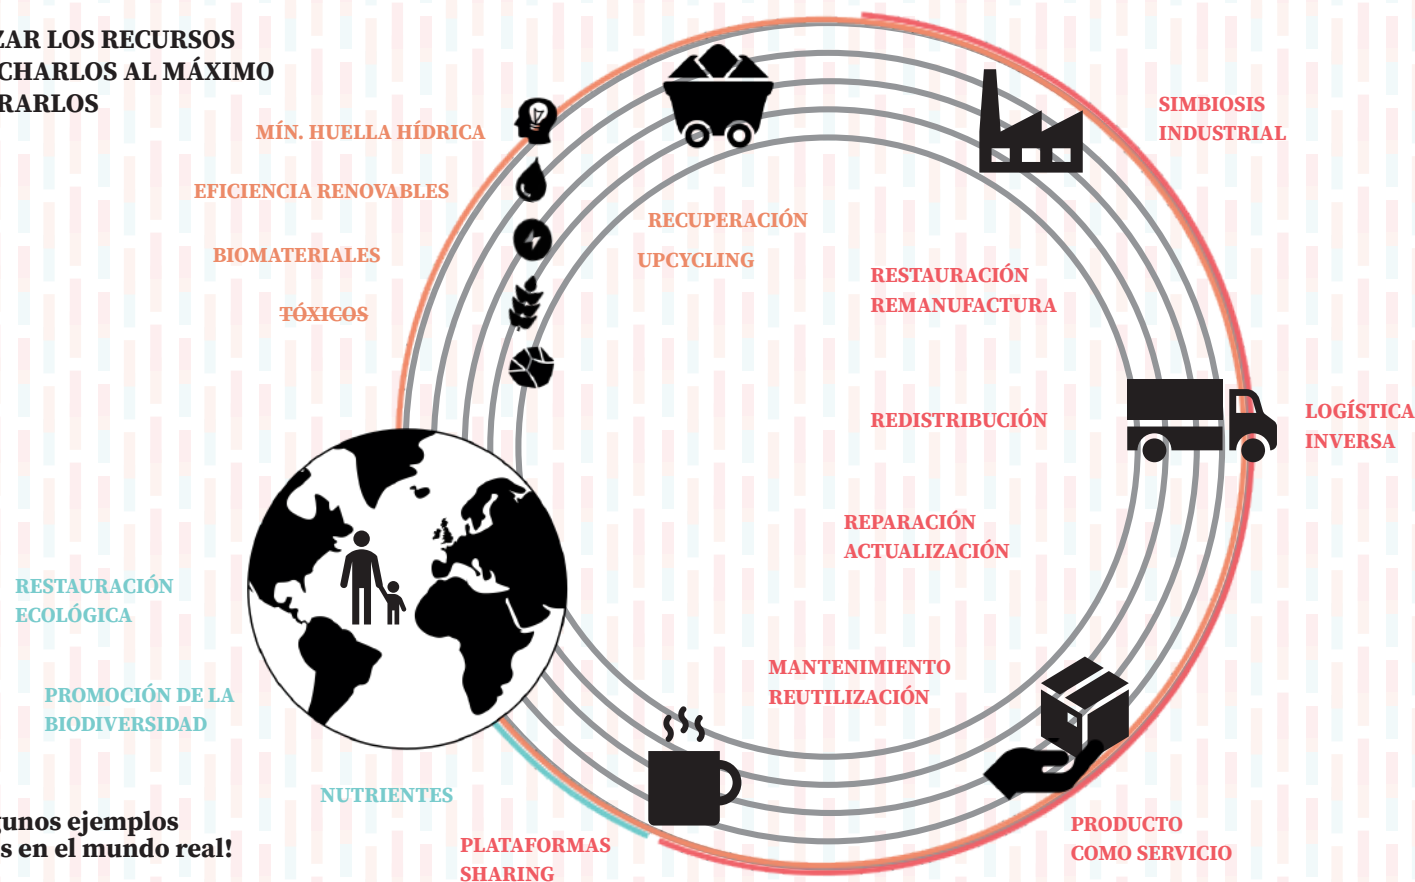 ZAR LOS RECURSOS
CHARLOS AL MÁXIMO
RARLOS
MÍN. HUELLA HÍDRICA
EFICIENCIA RENOVABLES
BIOMATERIALES
TÓXICOS
RECUPERACIÓN
UPCYCLING
SIMBIOSIS
INDUSTRIAL
RESTAURACIÓN
REMANUFACTURA
REDISTRIBUCIÓN
LOGÍSTICA
INVERSA
REPARACIÓN
ACTUALIZACIÓN
RESTAURACIÓN
ECOLÓGICA
PROMOCIÓN DE LA
BIODIVERSIDAD
MANTENIMIENTO
REUTILIZACIÓN
NUTRIENTES
PLATAFORMAS
SHARING
PRODUCTO
COMO SERVICIO
gunos ejemplos
s en el mundo real!